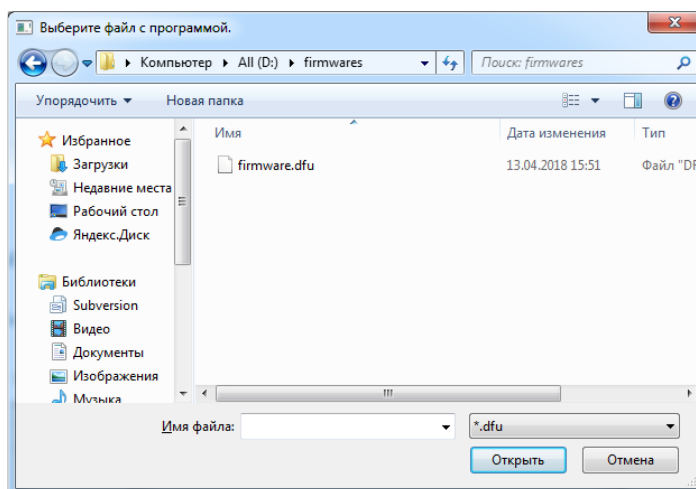 Выберите файл с программой.
Компьютер All (D:) firmwares
Поиск: firmwares
Упорядочить Новая папка
Имя Дата изменения Тип
firmware.dfu 13.04.2018 15:51 Файл "DF
Избранное
Загрузки
Недавние места
Рабочий стол
Яндекс.Диск
Библиотеки
Subversion
Видео
Документы
Изображения
Музыка
Имя файла: *.dfu
Открыть Отмена